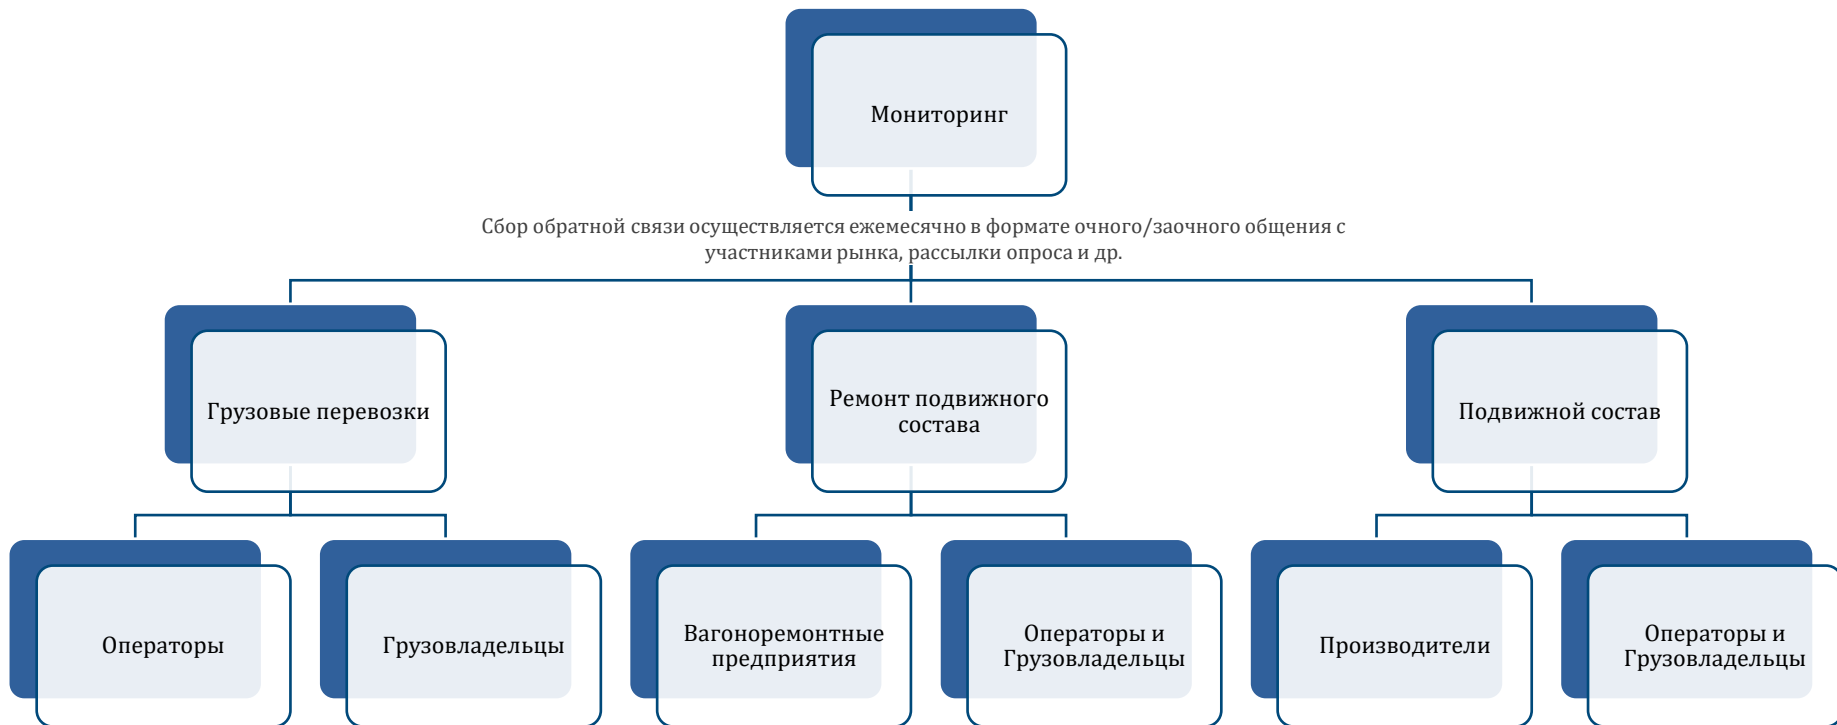 Мониторинг
Сбор обратной связи осуществляется ежемесячно в формате очного/заочного общения с
участниками рынка, рассылки опроса и др.
Грузовые перевозки
Ремонт подвижного
состава
Подвижной состав
Операторы
Грузовладельцы
Вагоноремонтные
предприятия
Операторы и
Грузовладельцы
Производители
Операторы и
Грузовладельцы